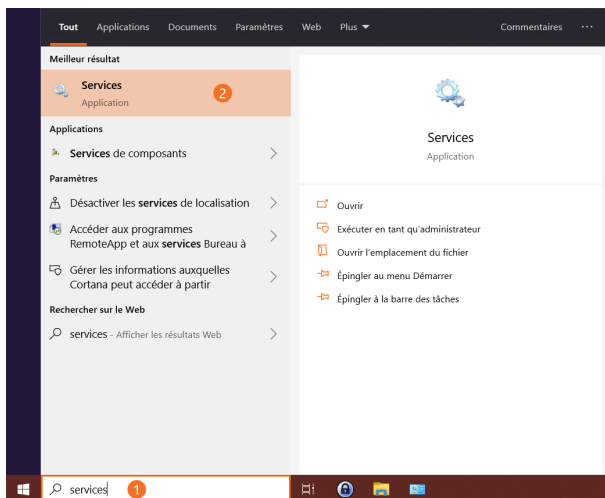 Tout Applications Documents Paramètres Web Plus Commentaires ...
Meilleur résultat
Services
Application
2
Applications
Services de composants
Paramètres
Désactiver les services de localisation
Accéder aux programmes
RemoteApp et aux services Bureau à
Gérer les informations auxquelles
Cortana peut accéder à partir
Rechercher sur le Web
services - Afficher les résultats Web
Services
Application
Ouvrir
Exécuter en tant qu'administrateur
Ouvrir l'emplacement du fichier
Épingler au menu Démarrer
Épingler à la barre des tâches
services 1